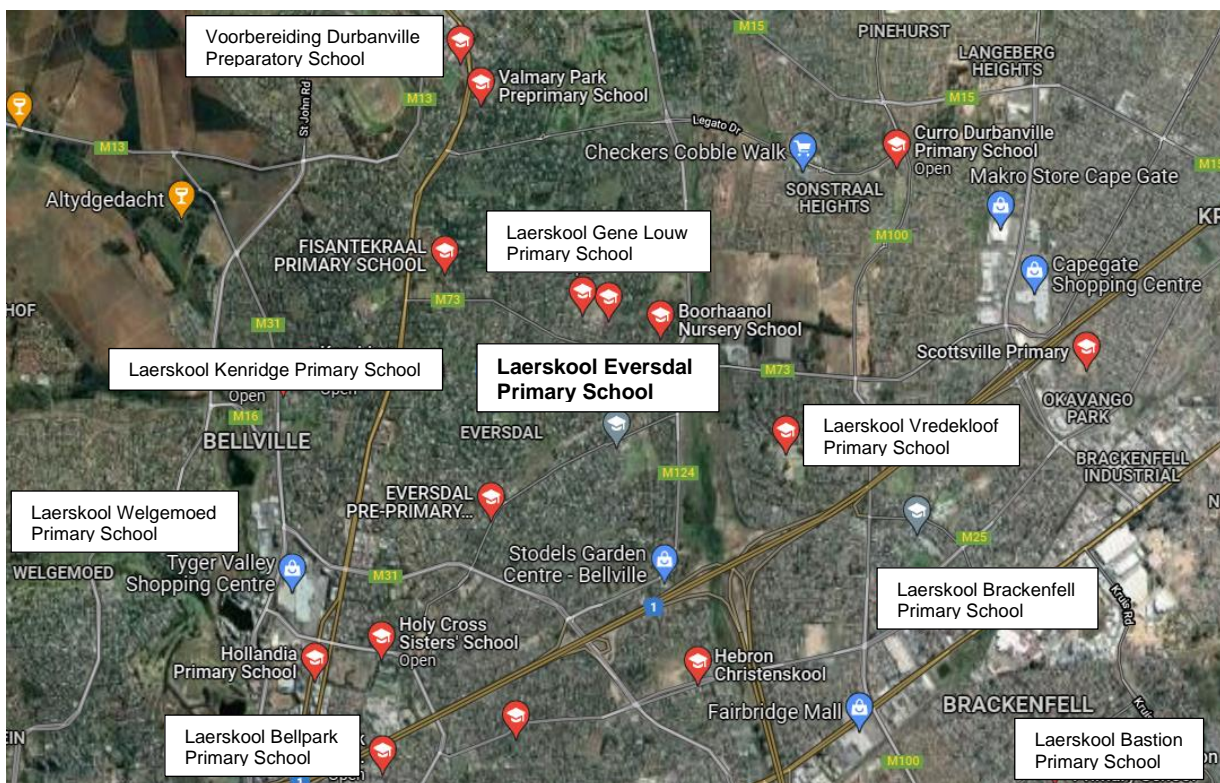 Voorbereiding Durbanville
Preparatory School
Valmary Park
Preprimary School
M13
M13
St John Rd
Altydgedacht
M15
PINEHURST
LANGEBERG
HEIGHTS
M15
Legato Dr
Checkers Cobble Walk
SONSTRAAL
HEIGHTS
Curro Durbanville
Primary School
Open
Makro Store Cape Gate
M100
Capegate
Shopping Centre
FISANTEKRAAL
PRIMARY SCHOOL
Laerskool Gene Louw
Primary School
M73
Boorhaanol
Nursery School
M31
Laerskool Kenridge Primary School
Open
Open
M16
BELLVILLE
Laerskool Eversdal
Primary School
EVERSDAL
M73
Scottsville Primary
OKAVANGO
PARK
Laerskool Vredekloof
Primary School
M124
BRACKENFELL
INDUSTRIAL
EVERSDAL
PRE-PRIMARY...
Laerskool Welgemoed
Primary School
WELGEMOED
Tyger Valley
Shopping Centre
M31
Stodels Garden
Centre - Bellville
1
M25
Laerskool Brackenfell
Primary School
Kruis Rd
Holy Cross
Sisters' School
Open
Hollandia
Primary School
Hebron
Christenskool
Fairbridge Mall
BRACKENFELL
Laerskool Bellpark
Primary School
Open
1
M100
Laerskool Bastion
Primary School